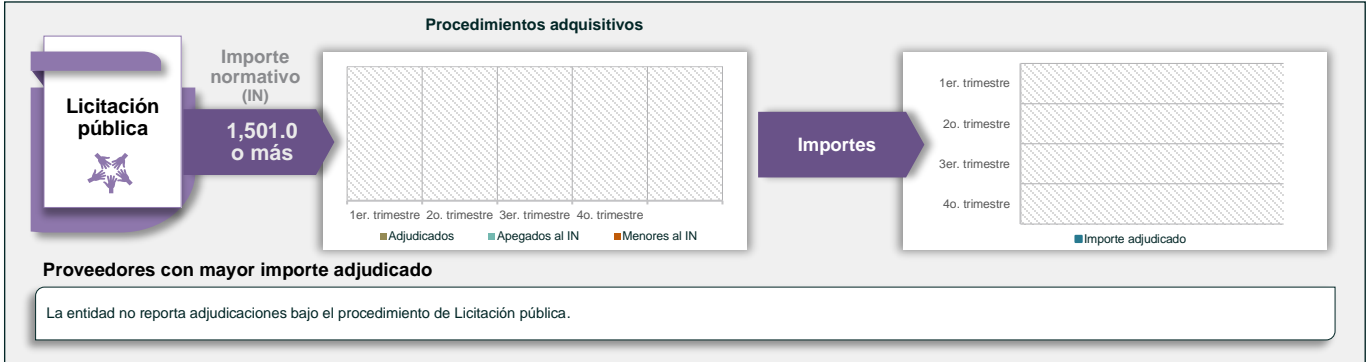 Procedimientos adquisitivos
Licitación
pública
Importe
normativo
(IN)
1,501.0
o más
1er. trimestre 2o. trimestre 3er. trimestre 4o. trimestre
Adjudicados Apegados al IN Menores al IN
Importes
1er. trimestre
2o. trimestre
3er. trimestre
4o. trimestre
Importe adjudicado
Proveedores con mayor importe adjudicado
La entidad no reporta adjudicaciones bajo el procedimiento de Licitación pública.